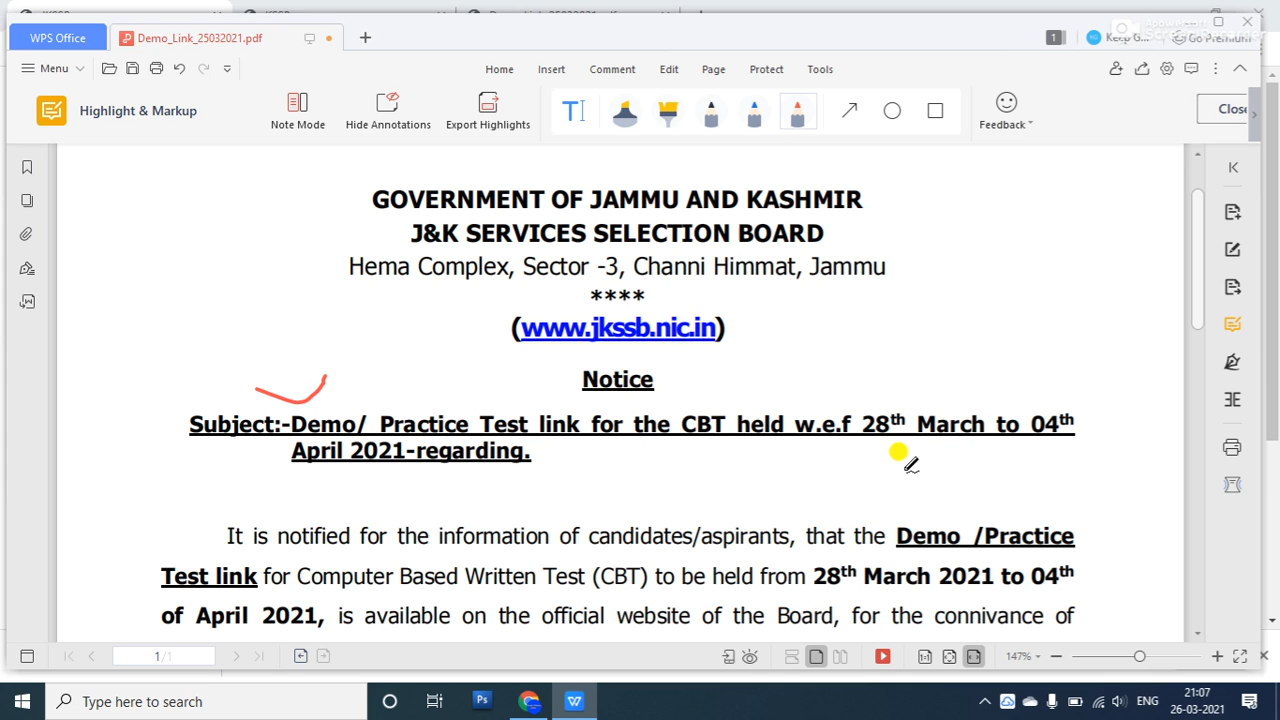 WPS Office
Demo_Link_25032021.pdf
1
Keep G...
Go Premium
Menu
Home
Insert
Comment
Edit
Page
Protect
Tools
Highlight & Markup
Note Mode
Hide Annotations
Export Highlights
Feedback
Close
GOVERNMENT OF JAMMU AND KASHMIR
J&K SERVICES SELECTION BOARD
Hema Complex, Sector -3, Channi Himmat, Jammu
****
(www.jkssb.nic.in)
Notice
Subject:-Demo/ Practice Test link for the CBT held w.e.f 28th March to 04th
April 2021-regarding.
It is notified for the information of candidates/aspirants, that the Demo /Practice
Test link for Computer Based Written Test (CBT) to be held from 28th March 2021 to 04th
of April 2021, is available on the official website of the Board, for the connivance of
1/1
147%
Type here to search
Ps
W
ENG
21:07
26-03-2021